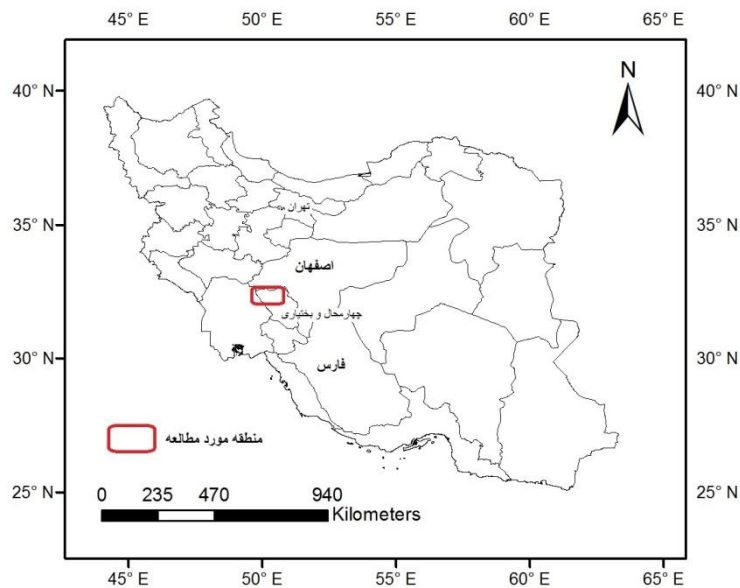 45° E 50° E 55° E 60° E 65° E
N
40° N 40° N
35° N 35° N
تهران
اصفهان
چهارمحال و بختیاری
30° N 30° N
فارس
منطقه مورد مطالعه
25° N 25° N
0 235 470 940
Kilometers
45° E 50° E 55° E 60° E 65° E